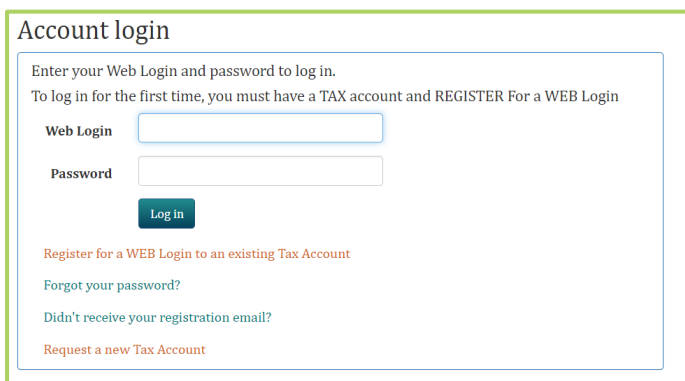 Account login
Enter your Web Login and password to log in.
To log in for the first time, you must have a TAX account and REGISTER For a WEB Login
Web Login
Password
Log in
Register for a WEB Login to an existing Tax Account
Forgot your password?
Didn't receive your registration email?
Request a new Tax Account